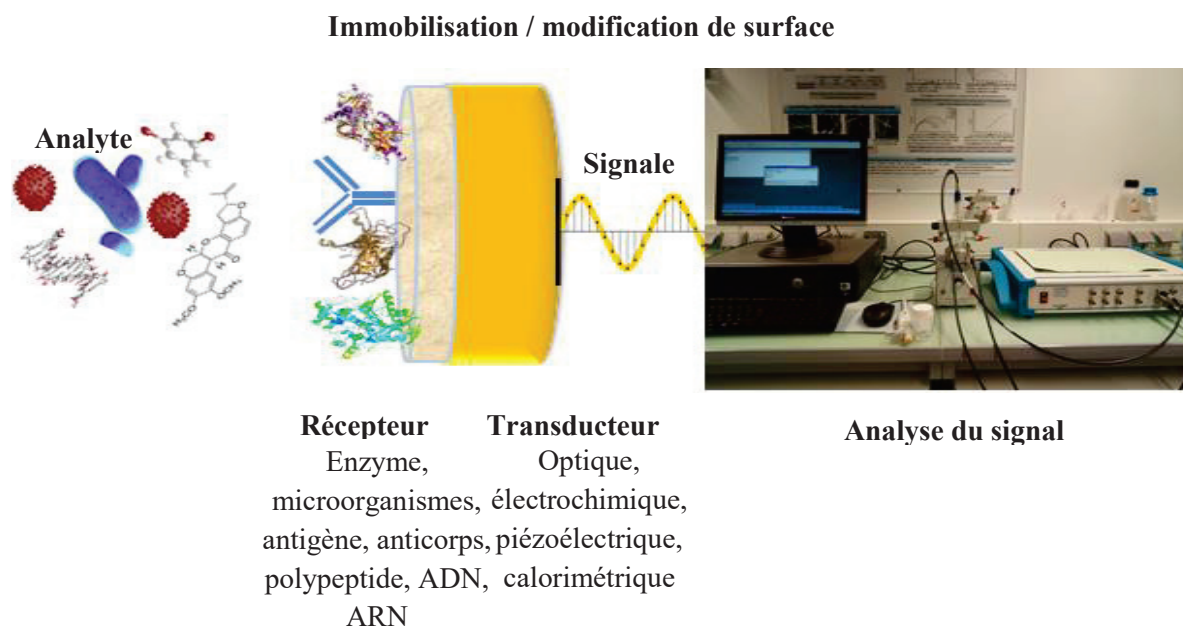 Immobilisation / modification de surface
Analyte
Signale
Récepteur
Enzyme,
microorganismes,
antigène, anticorps,
polypeptide, ADN,
ARN
Transducteur
Optique,
électrochimique,
piézoélectrique,
calorimétrique
Analyse du signal